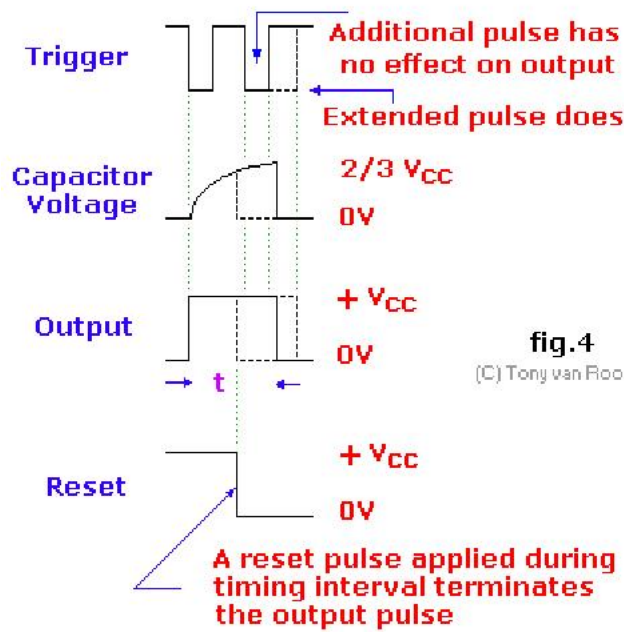 Trigger
Additional pulse has
no effect on output
Extended pulse does
Capacitor
Voltage
2/3 VCC
0V
Output
+ VCC
0V
t
fig.4
(C) Tony van Roo
Reset
+ VCC
0V
A reset pulse applied during
timing interval terminates
the output pulse